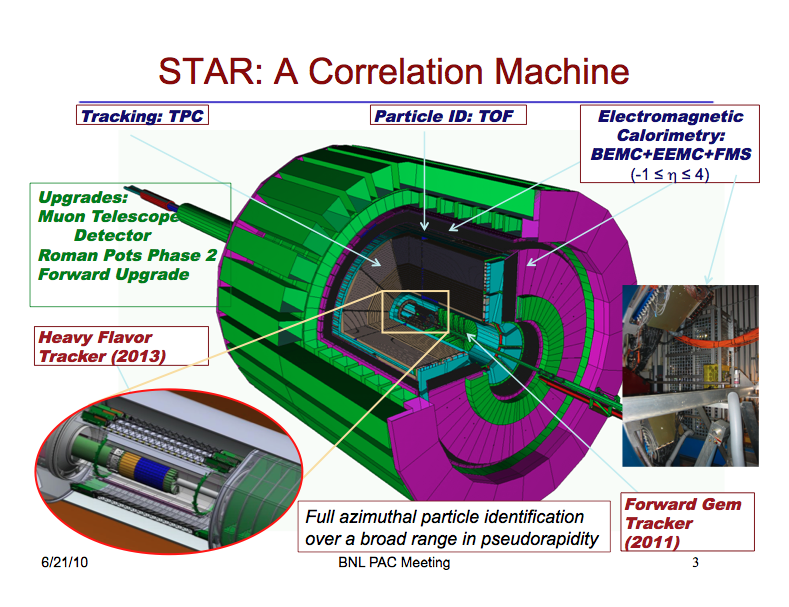 STAR: A Correlation Machine
Tracking: TPC
Particle ID: TOF
Electromagnetic
Calorimetry:
BEMC+EEMC+FMS
(-1 ≤ η ≤ 4)
Upgrades:
Muon Telescope
Detector
Roman Pots Phase 2
Forward Upgrade
Heavy Flavor
Tracker (2013)
Full azimuthal particle identification
over a broad range in pseudorapidity
Forward Gem
Tracker
(2011)
6/21/10
BNL PAC Meeting
3